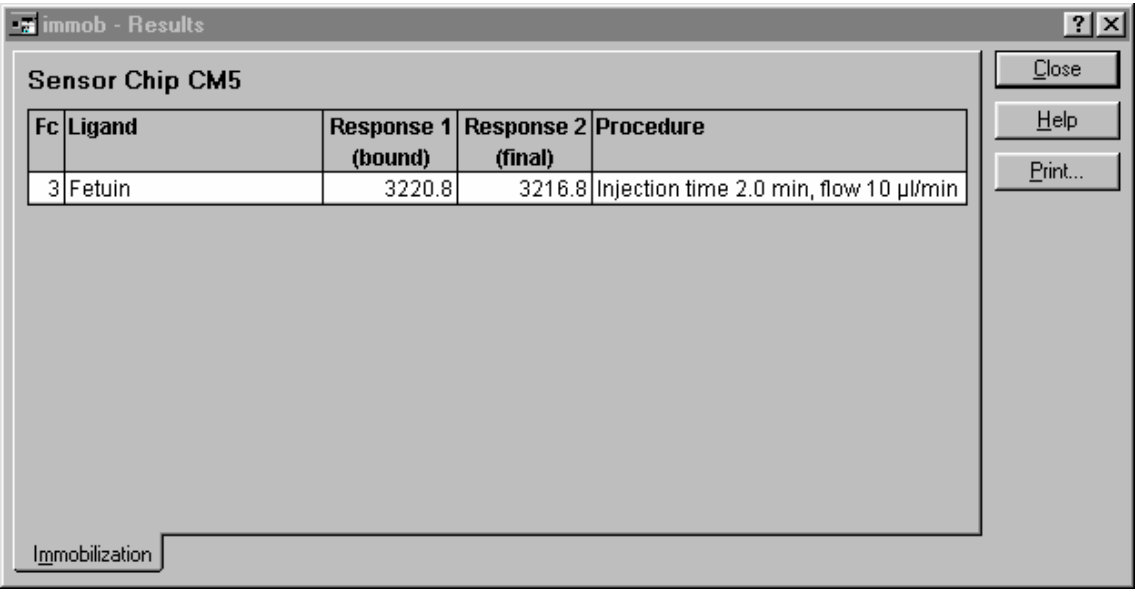 immob - Results
Sensor Chip CM5
Fc Ligand Response 1 Response 2 Procedure
(bound) (final)
3 Fetuin 3220.8 3216.8 Injection time 2.0 min, flow 10 µl/min
Immobilization
?
Close
Help
Print...